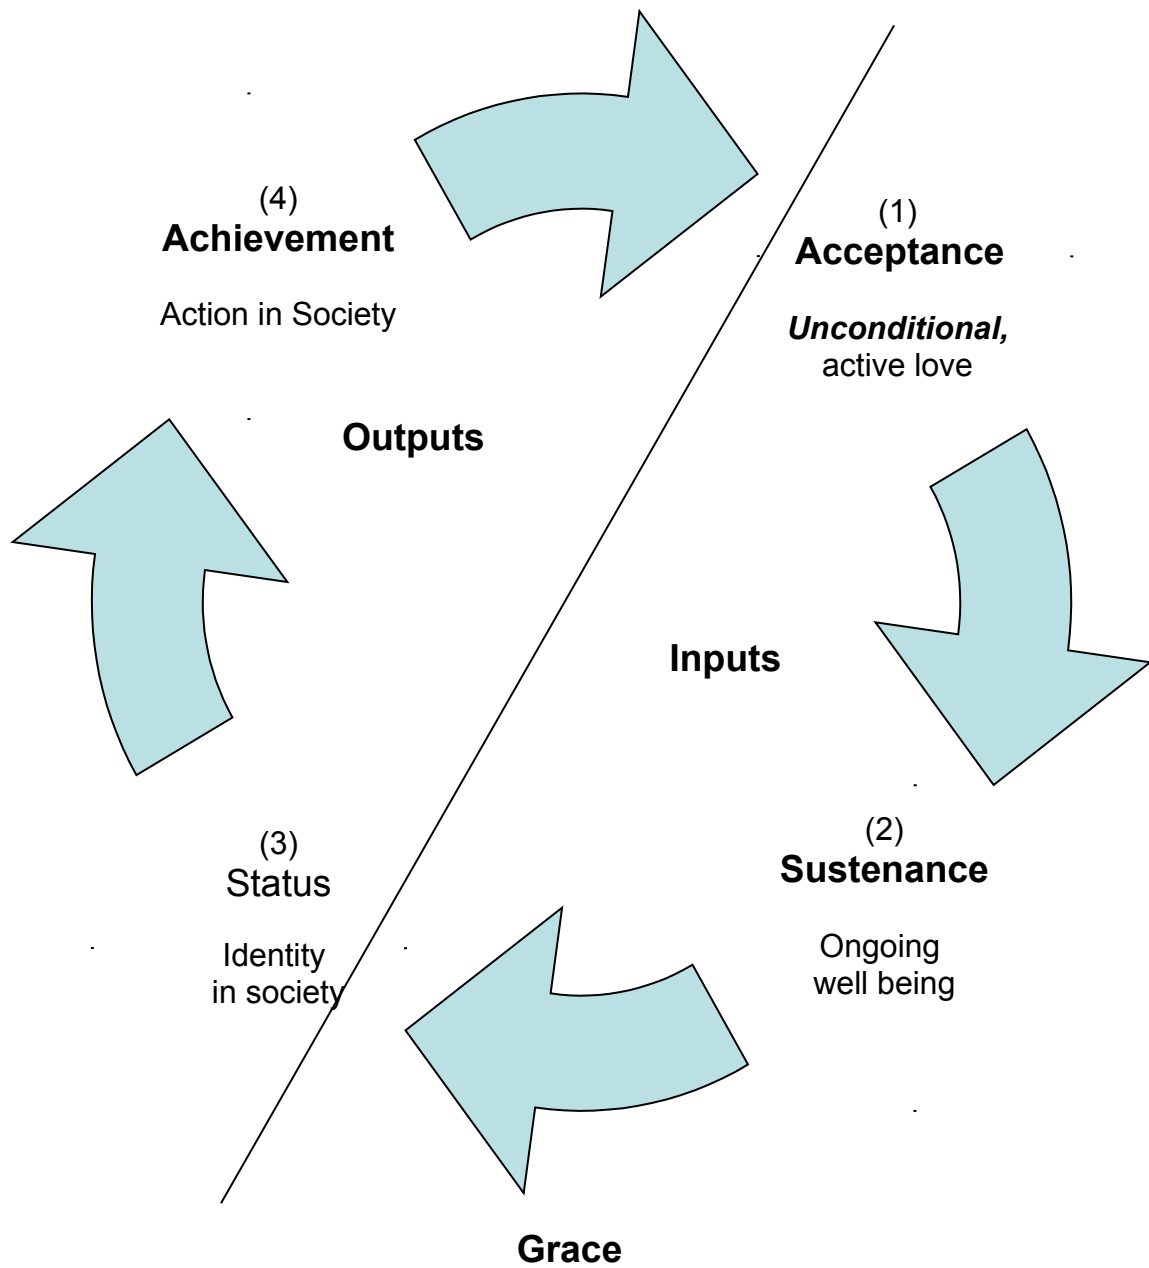 (4)
Achievement
Action in Society
(1)
Acceptance
Unconditional,
active love
Outputs
Inputs
(3)
Status
Identity
in society
(2)
Sustenance
Ongoing
well being
Grace